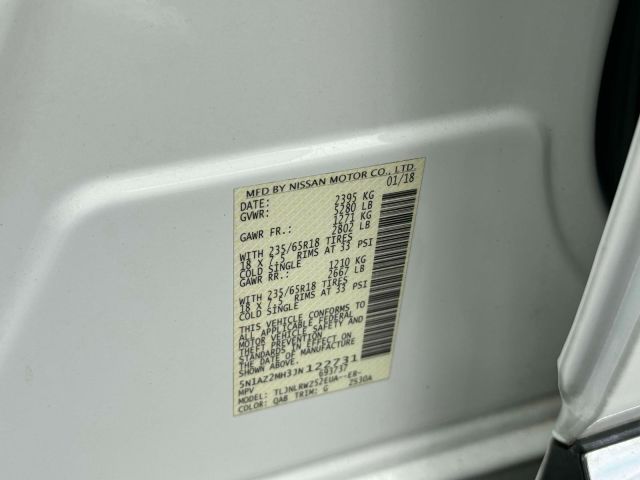 MFD BY NISSAN MOTOR CO., LTD.
DATE: 01/18
GVWR: 2395 KG
5280 LB
GAWR FR.: 1271 KG
2802 LB
WITH 235/65R18 TIRES
18 X 7.5 RIMS AT 33 PSI
COLD SINGLE
GAWR RR.: 1210 KG
2667 LB
WITH 235/65R18 TIRES
18 X 7.5 RIMS AT 33 PSI
COLD SINGLE
THIS VEHICLE CONFORMS TO
ALL APPLICABLE FEDERAL
MOTOR VEHICLE SAFETY AND
THEFT PREVENTION STANDARDS
IN EFFECT ON THE
DATE OF MANUFACTURE
SHOWN ABOVE.
5N1AZ2MH3JN122731
MPV 693737
MODEL: TLJNLRWZ52EUA--ER-
COLOR: QAB TRIM: G Z5J0A